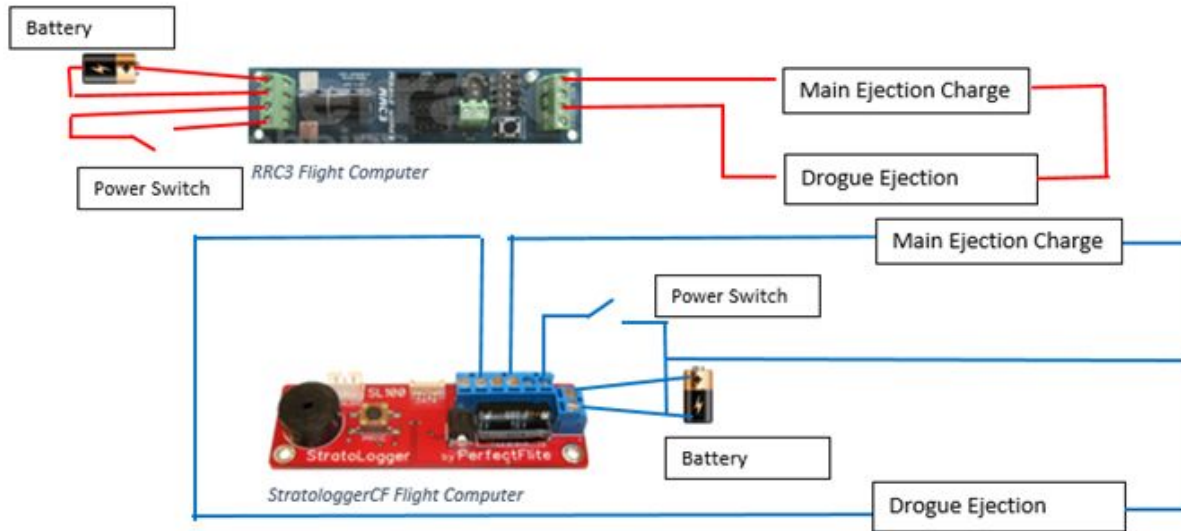 Battery
Main Ejection Charge
RRC3
RRC3 Flight Computer
Drogue Ejection
Power Switch
Main Ejection Charge
Power Switch
SL100
StratoLogger by PerfectFlite
Battery
StratologgerCF Flight Computer
Drogue Ejection